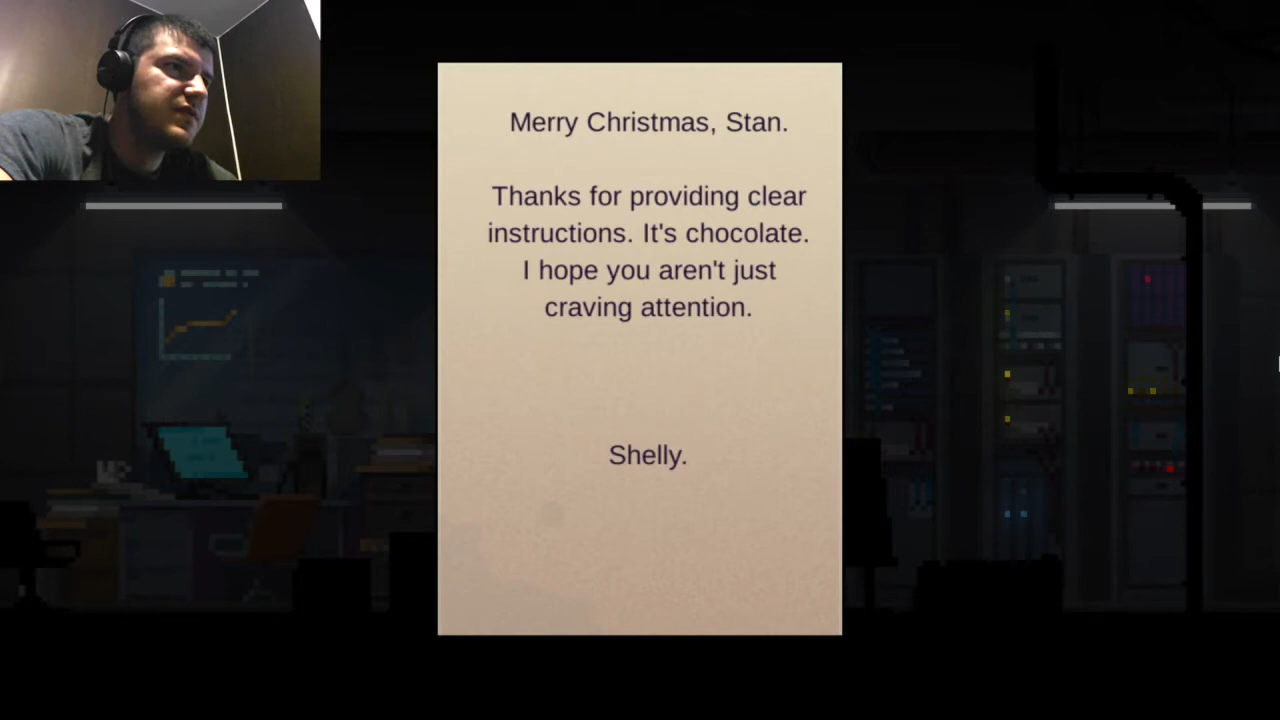 Merry Christmas, Stan.
Thanks for providing clear
instructions. It's chocolate.
I hope you aren't just
craving attention.
Shelly.